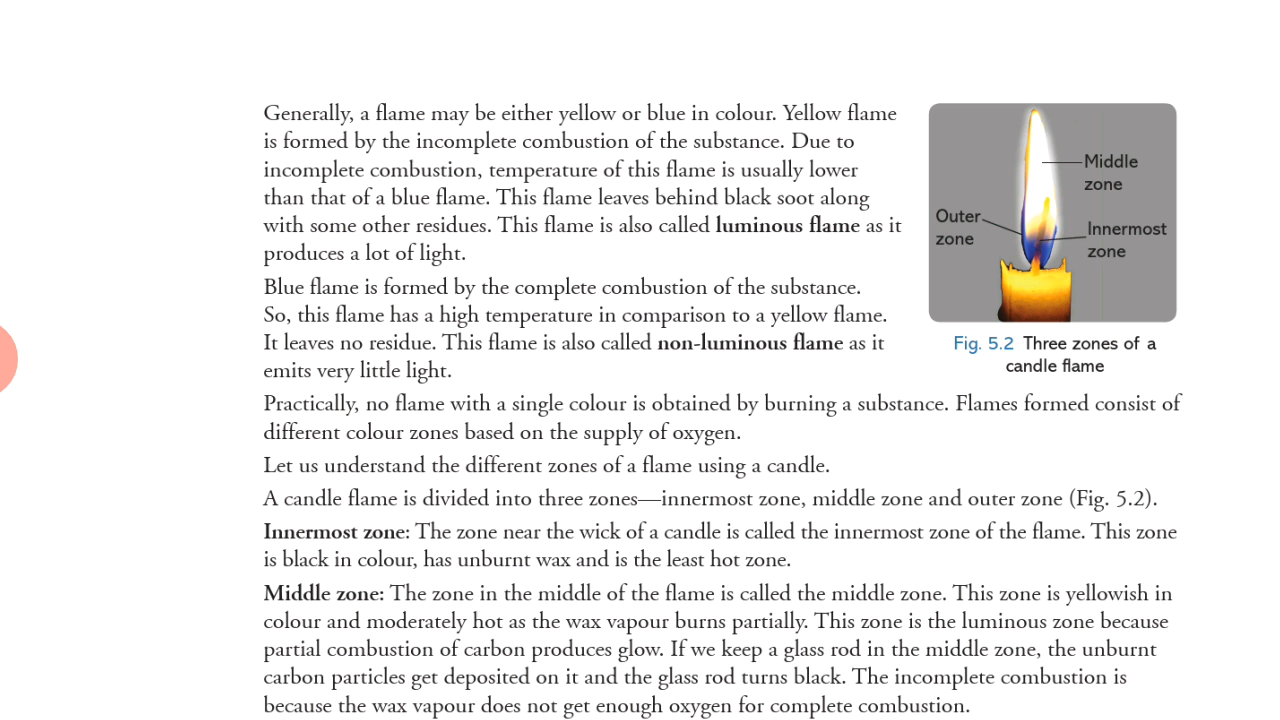 Generally, a flame may be either yellow or blue in colour. Yellow flame
is formed by the incomplete combustion of the substance. Due to
incomplete combustion, temperature of this flame is usually lower
than that of a blue flame. This flame leaves behind black soot along
with some other residues. This flame is also called luminous flame as it
produces a lot of light.
Blue flame is formed by the complete combustion of the substance.
So, this flame has a high temperature in comparison to a yellow flame.
It leaves no residue. This flame is also called non-luminous flame as it
emits very little light.
Middle
zone
Outer
zone
Innermost
zone
Fig. 5.2 Three zones of a
candle flame
Practically, no flame with a single colour is obtained by burning a substance. Flames formed consist of
different colour zones based on the supply of oxygen.
Let us understand the different zones of a flame using a candle.
A candle flame is divided into three zones—innermost zone, middle zone and outer zone (Fig. 5.2).
Innermost zone: The zone near the wick of a candle is called the innermost zone of the flame. This zone
is black in colour, has unburnt wax and is the least hot zone.
Middle zone: The zone in the middle of the flame is called the middle zone. This zone is yellowish in
colour and moderately hot as the wax vapour burns partially. This zone is the luminous zone because
partial combustion of carbon produces glow. If we keep a glass rod in the middle zone, the unburnt
carbon particles get deposited on it and the glass rod turns black. The incomplete combustion is
because the wax vapour does not get enough oxygen for complete combustion.